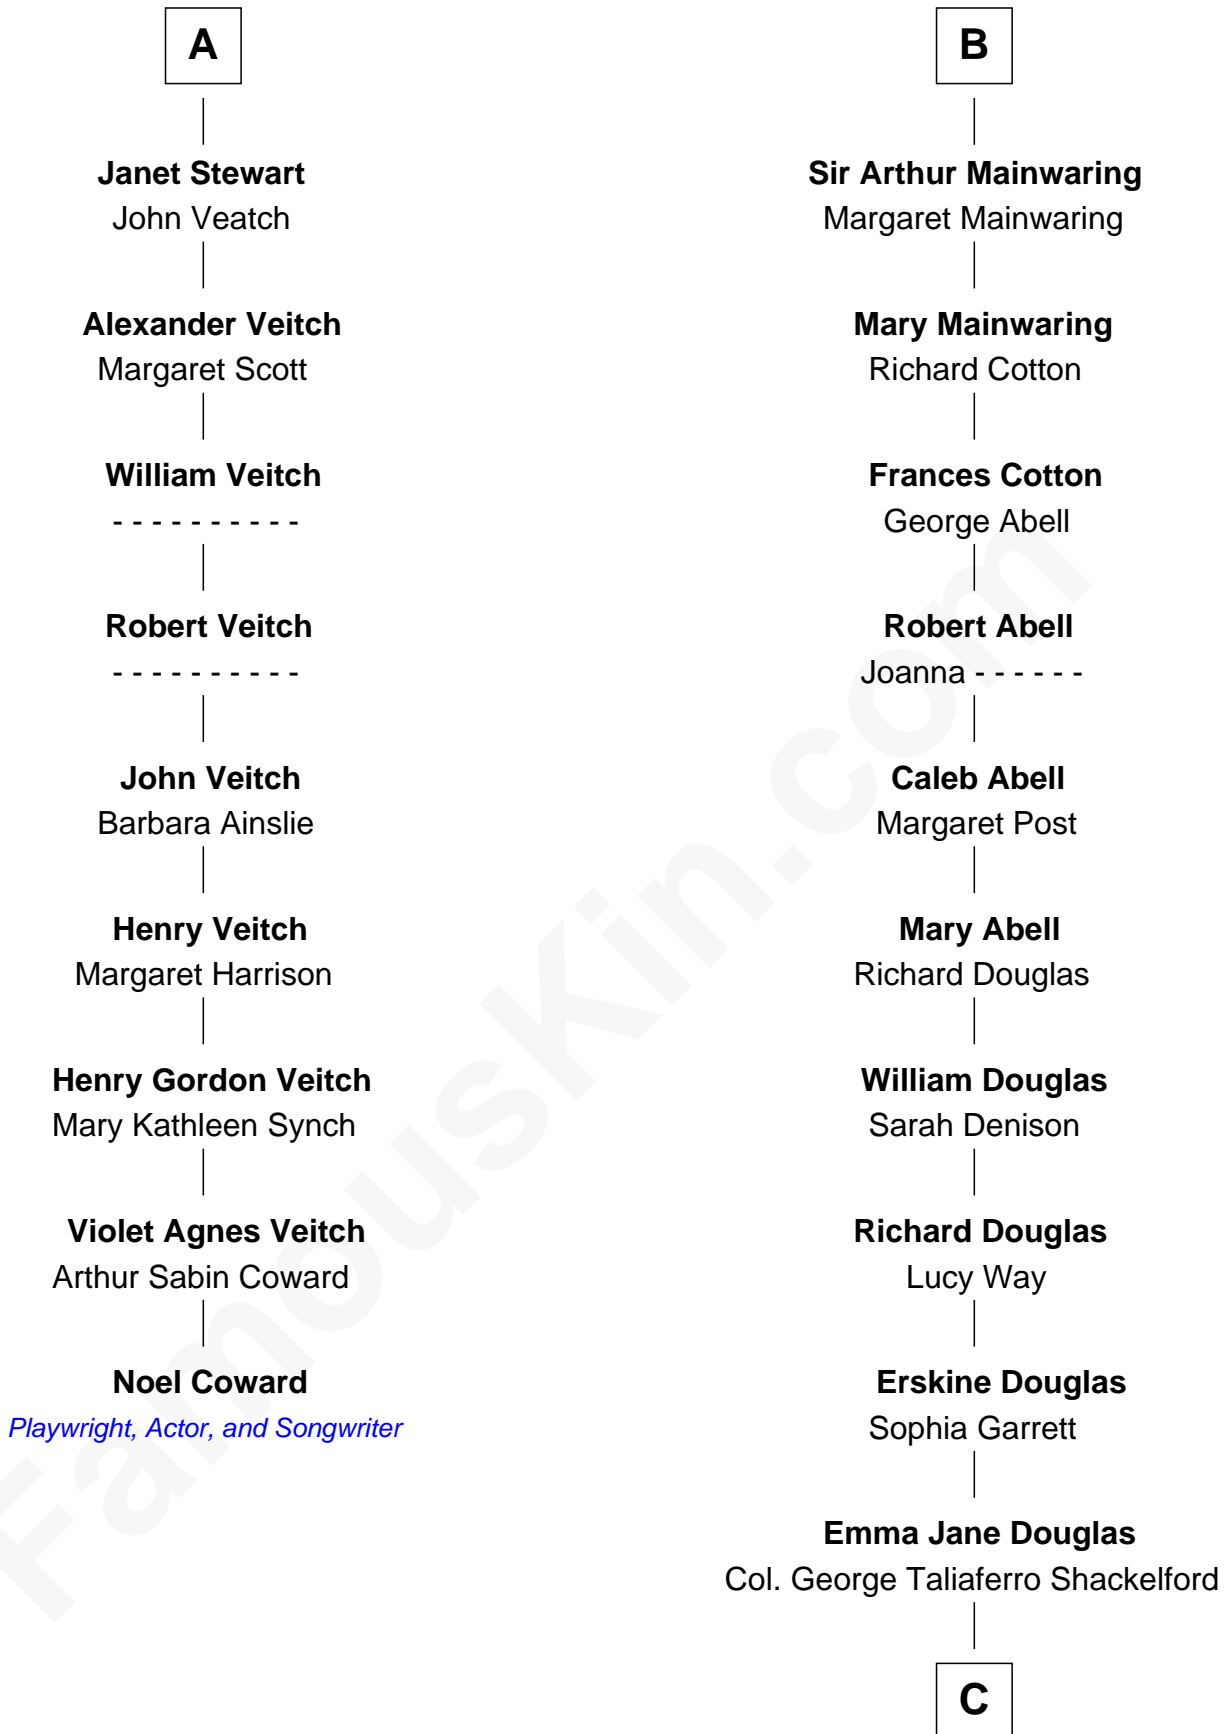 A
Janet Stewart
John Veatch
Alexander Veitch
Margaret Scott
William Veitch
- - - - - - - - - -
Robert Veitch
- - - - - - - - - -
John Veitch
Barbara Ainslie
Henry Veitch
Margaret Harrison
Henry Gordon Veitch
Mary Kathleen Synch
Violet Agnes Veitch
Arthur Sabin Coward
Noel Coward
Playwright, Actor, and Songwriter
B
Sir Arthur Mainwaring
Margaret Mainwaring
Mary Mainwaring
Richard Cotton
Frances Cotton
George Abell
Robert Abell
Joanna - - - - - -
Caleb Abell
Margaret Post
Mary Abell
Richard Douglas
William Douglas
Sarah Denison
Richard Douglas
Lucy Way
Erskine Douglas
Sophia Garrett
Emma Jane Douglas
Col. George Taliaferro Shackelford
C
FamousKin.com